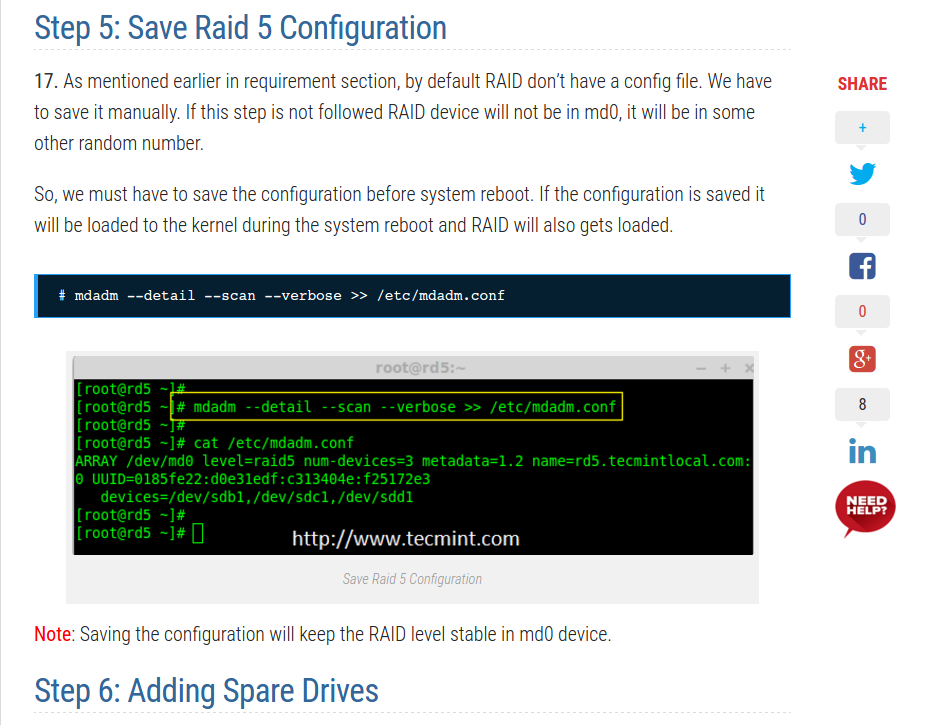 Step 5: Save Raid 5 Configuration
17. As mentioned earlier in requirement section, by default RAID don’t have a config file. We have
to save it manually. If this step is not followed RAID device will not be in md0, it will be in some
other random number.
So, we must have to save the configuration before system reboot. If the configuration is saved it
will be loaded to the kernel during the system reboot and RAID will also gets loaded.
# mdadm --detail --scan --verbose >> /etc/mdadm.conf
root@rd5:~
[root@rd5 ~]#
[root@rd5 ~]# mdadm --detail --scan --verbose >> /etc/mdadm.conf
[root@rd5 ~]#
[root@rd5 ~]# cat /etc/mdadm.conf
ARRAY /dev/md0 level=raid5 num-devices=3 metadata=1.2 name=rd5.tecmintlocal.com:
0 UUID=0185fe22:d0e31edf:c313404e:f25172e3
   devices=/dev/sdb1,/dev/sdc1,/dev/sdd1
[root@rd5 ~]#
[root@rd5 ~]#
http://www.tecmint.com
Save Raid 5 Configuration
Note: Saving the configuration will keep the RAID level stable in md0 device.
Step 6: Adding Spare Drives
SHARE
+
0
f
0
g+
8
in
NEED
HELP?